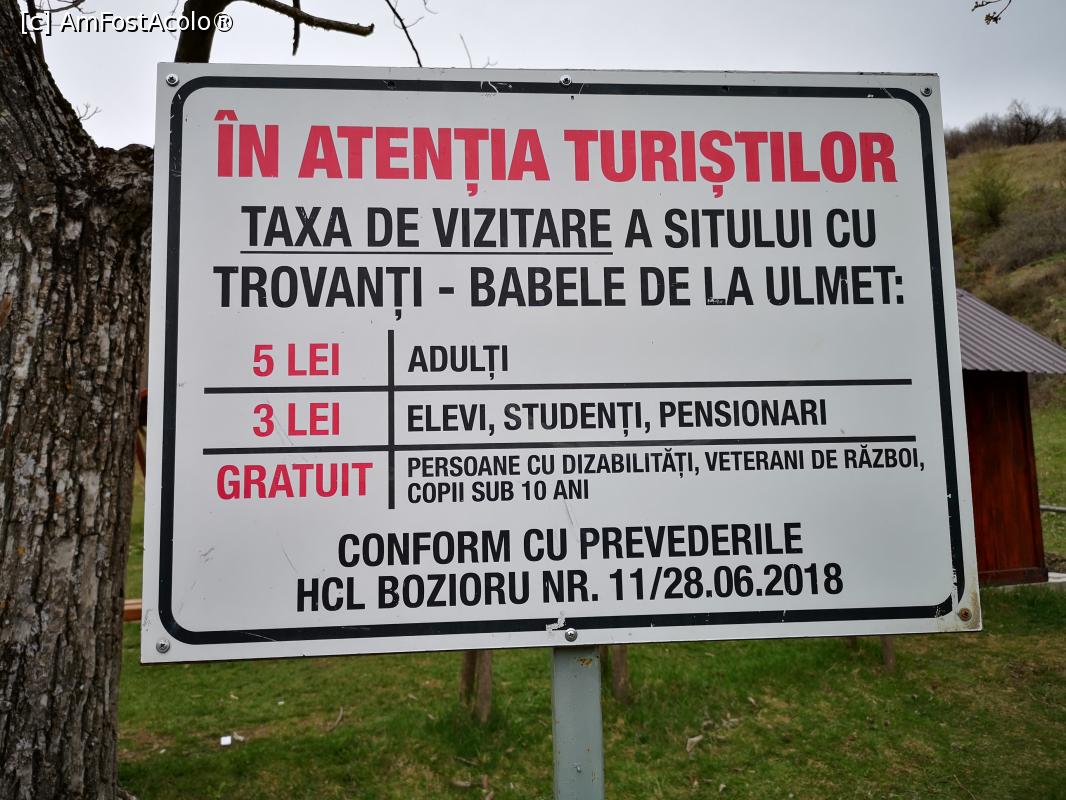 [c] AmFostAcolo®
ÎN ATENȚIA TURIȘTILOR
TAXA DE VIZITARE A SITULUI CU
TROVANȚI - BABELE DE LA ULMET:
5 LEI ADULȚI
3 LEI ELEVI, STUDENȚI, PENSIONARI
GRATUIT PERSOANE CU DIZABILITĂȚI, VETERANI DE RĂZBOI,
COPII SUB 10 ANI
CONFORM CU PREVEDERILE
HCL BOZIORU NR. 11/28.06.2018